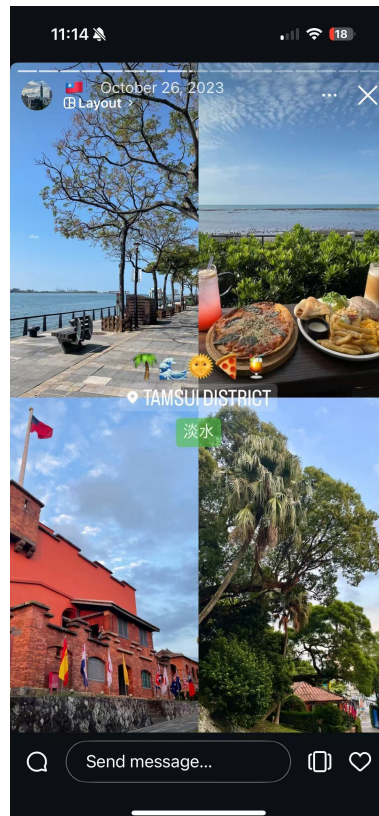 11:14
18
October 26, 2023
Layout >
TAMSUI DISTRICT
淡水
Send message...